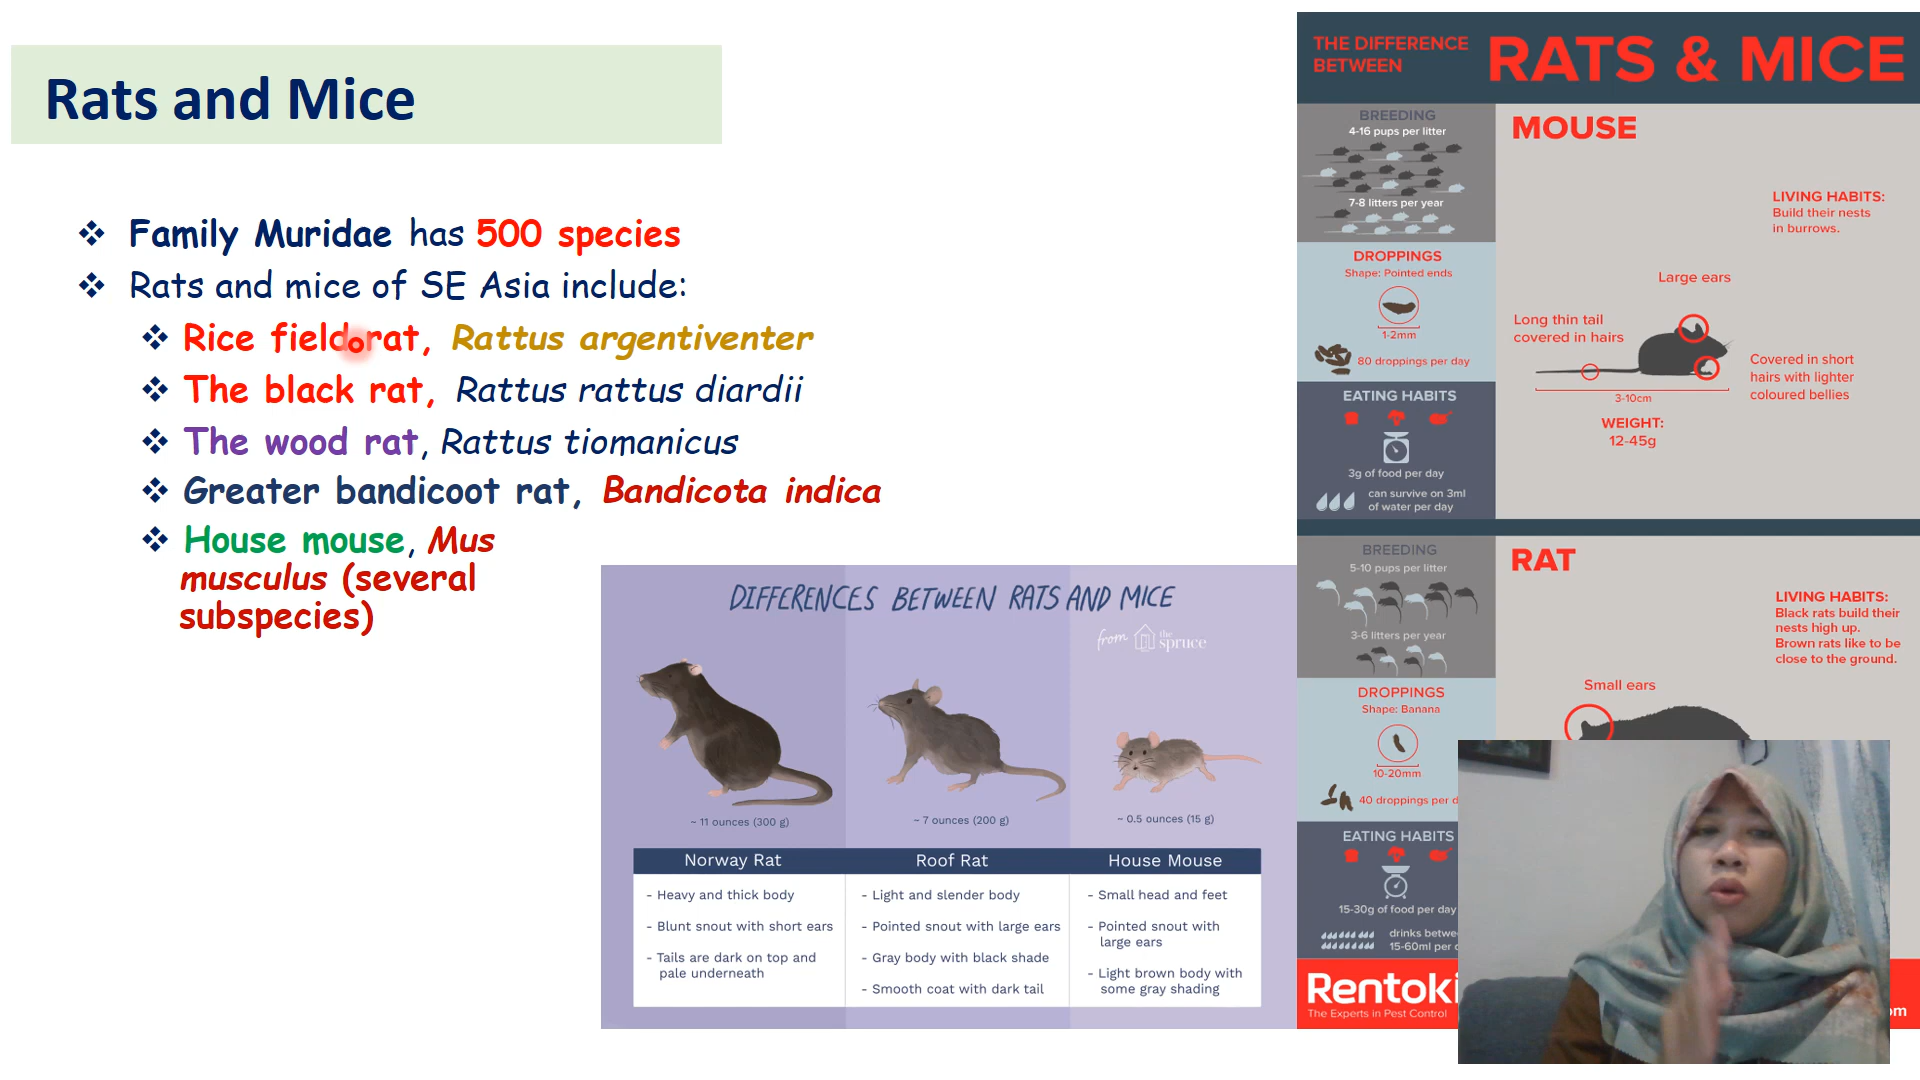 Rats and Mice
Family Muridae has 500 species
Rats and mice of SE Asia include:
Rice field rat, Rattus argentiventer
The black rat, Rattus rattus diardii
The wood rat, Rattus tiomanicus
Greater bandicoot rat, Bandicota indica
House mouse, Mus
musculus (several
subspecies)
DIFFERENCES BETWEEN RATS AND MICE
from the spruce
~ 11 ounces (300 g)
~ 7 ounces (200 g)
~ 0.5 ounces (15 g)
Norway Rat
- Heavy and thick body
- Blunt snout with short ears
- Tails are dark on top and
pale underneath
Roof Rat
- Light and slender body
- Pointed snout with large ears
- Gray body with black shade
- Smooth coat with dark tail
House Mouse
- Small head and feet
- Pointed snout with
large ears
- Light brown body with
some gray shading
THE DIFFERENCE
BETWEEN
RATS & MICE
BREEDING
4-16 pups per litter
7-8 litters per year
DROPPINGS
Shape: Pointed ends
1-2mm
80 droppings per day
EATING HABITS
3g of food per day
can survive on 3ml
of water per day
MOUSE
LIVING HABITS:
Build their nests
in burrows.
Large ears
Long thin tail
covered in hairs
Covered in short
hairs with lighter
coloured bellies
3-10cm
WEIGHT:
12-45g
BREEDING
5-10 pups per litter
3-6 litters per year
DROPPINGS
Shape: Banana
10-20mm
40 droppings per d
EATING HABITS
15-30g of food per day
drinks betwe
15-60ml per
RAT
LIVING HABITS:
Black rats build their
nests high up.
Brown rats like to be
close to the ground.
Small ears
Rentoki
The Experts in Pest Control
om